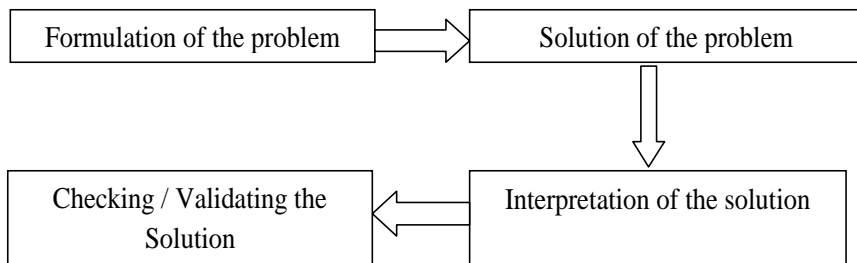 Formulation of the problem
Solution of the problem
Interpretation of the solution
Checking / Validating the
Solution